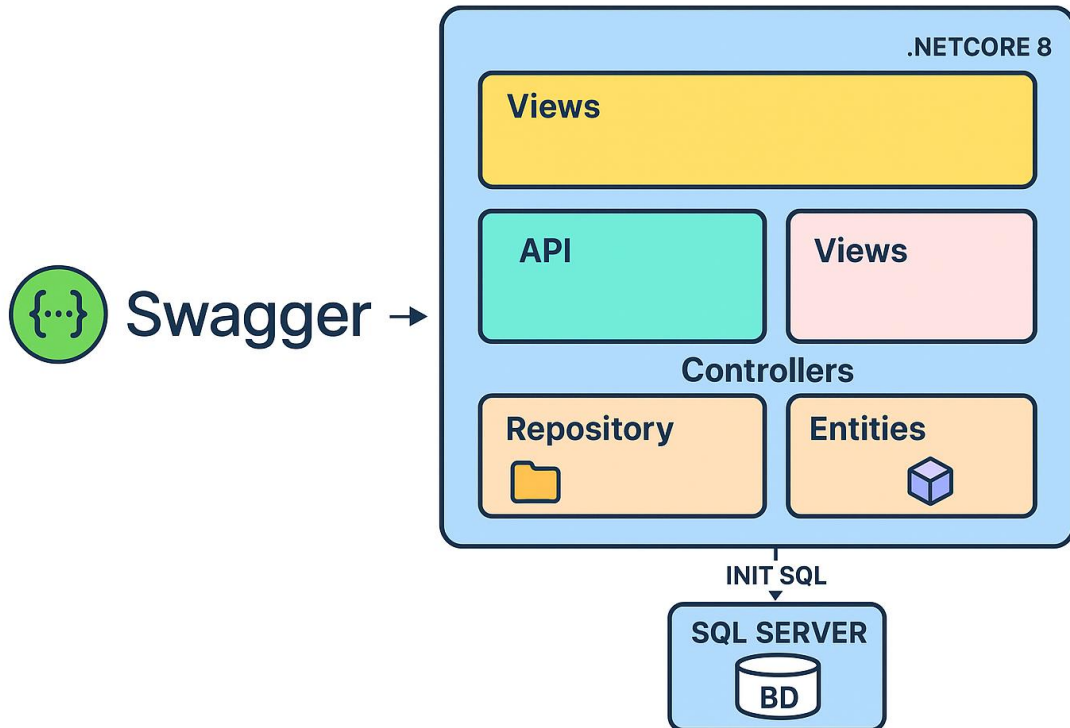 .NETCORE 8
Views
API
Views
{...} Swagger
Controllers
Repository
Entities
INIT SQL
SQL SERVER
BD